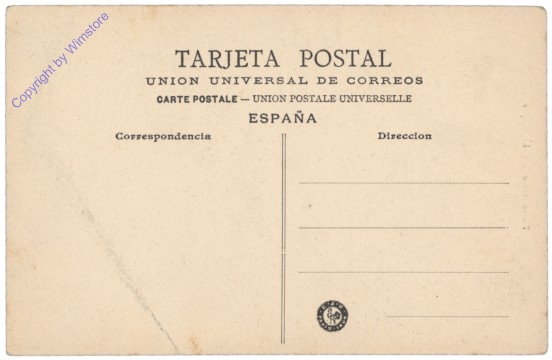 Copyright by Wimstore
TARJETA POSTAL
UNION UNIVERSAL DE CORREOS
CARTE POSTALE — UNION POSTALE UNIVERSELLE
ESPAÑA
Correspondencia
Direccion